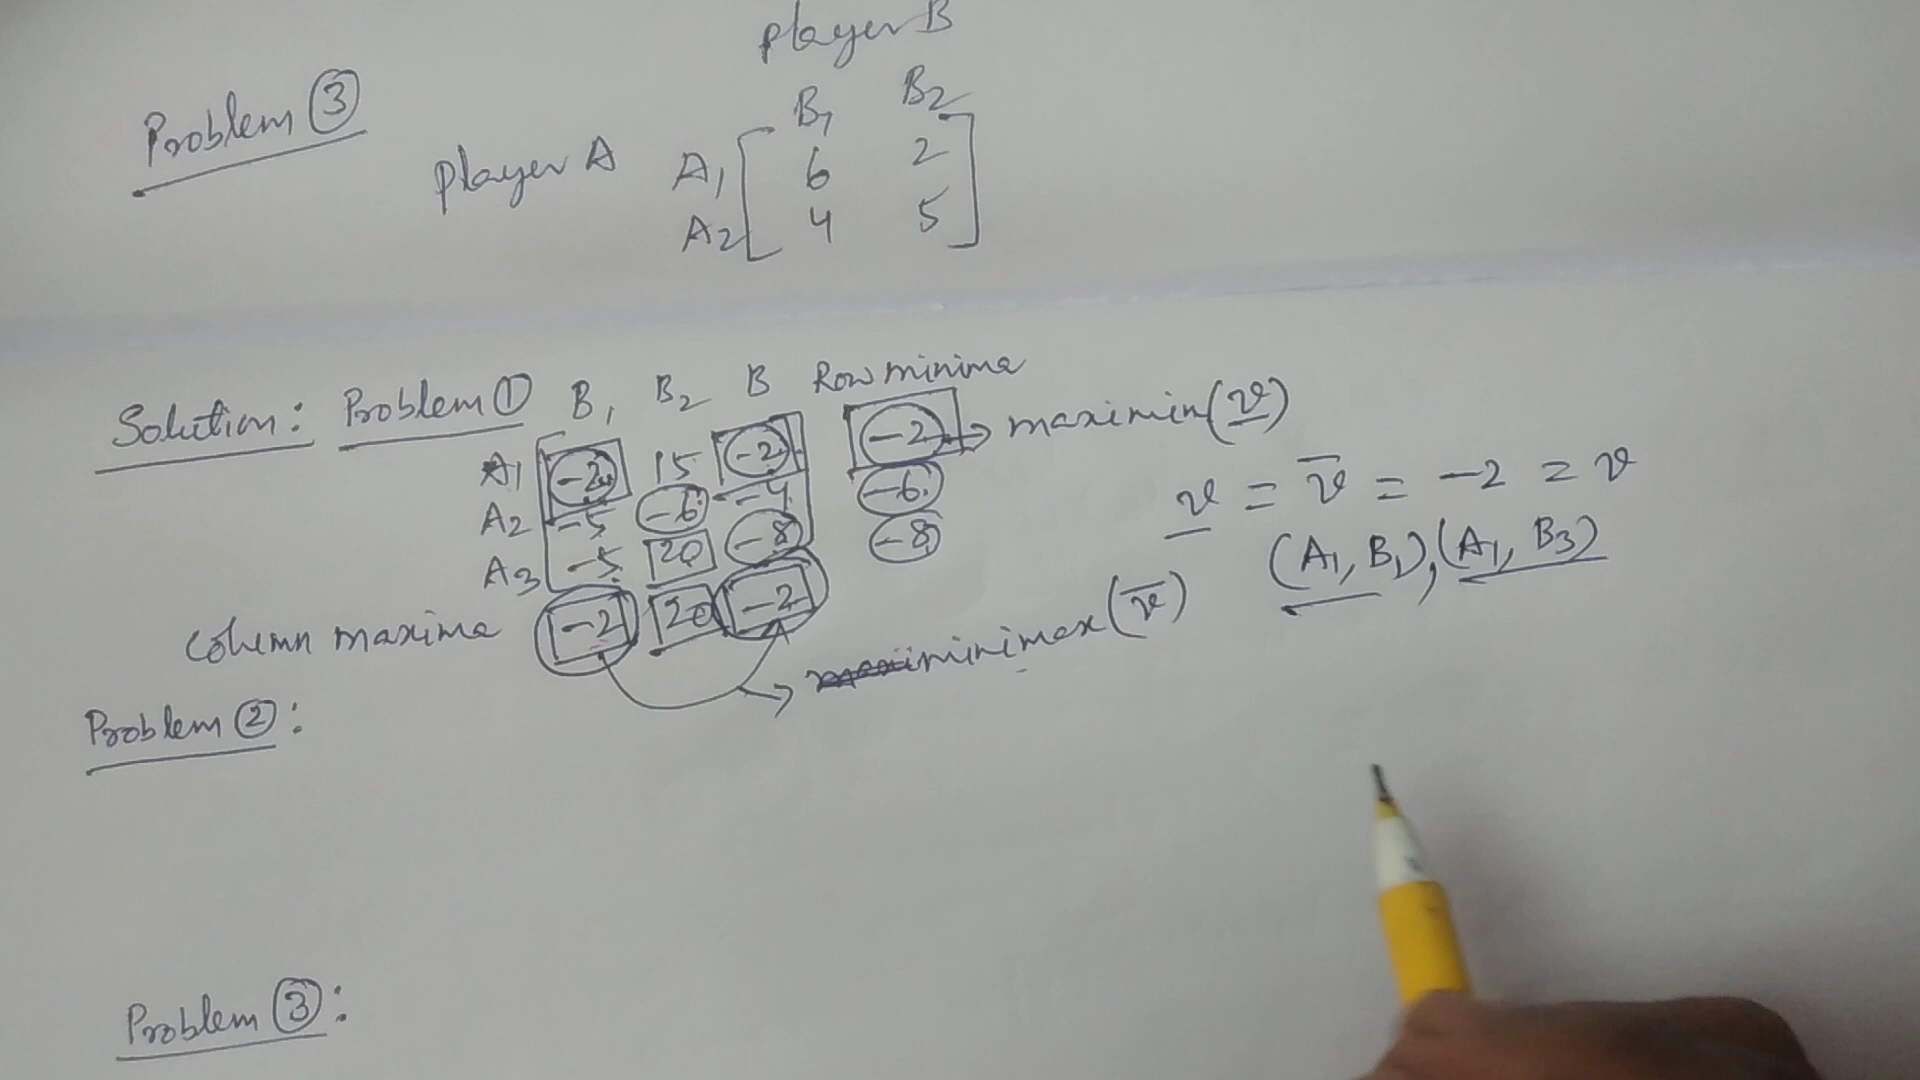 Player B
Problem ③
B1 B2
Player A A1 6 2
A2 4 5
Solution: Problem ① B1 B2 B Row minima
A1 -2 15 -2 -2 → maximin(v)
A2 -5 -6 -4 -6
A3 -5 20 -8 -8
v = v̅ = -2 = v
(A1, B1), (A1, B3)
Column maxima -2 20 -2 → minimax(v̅)
Problem ②:
Problem ③: